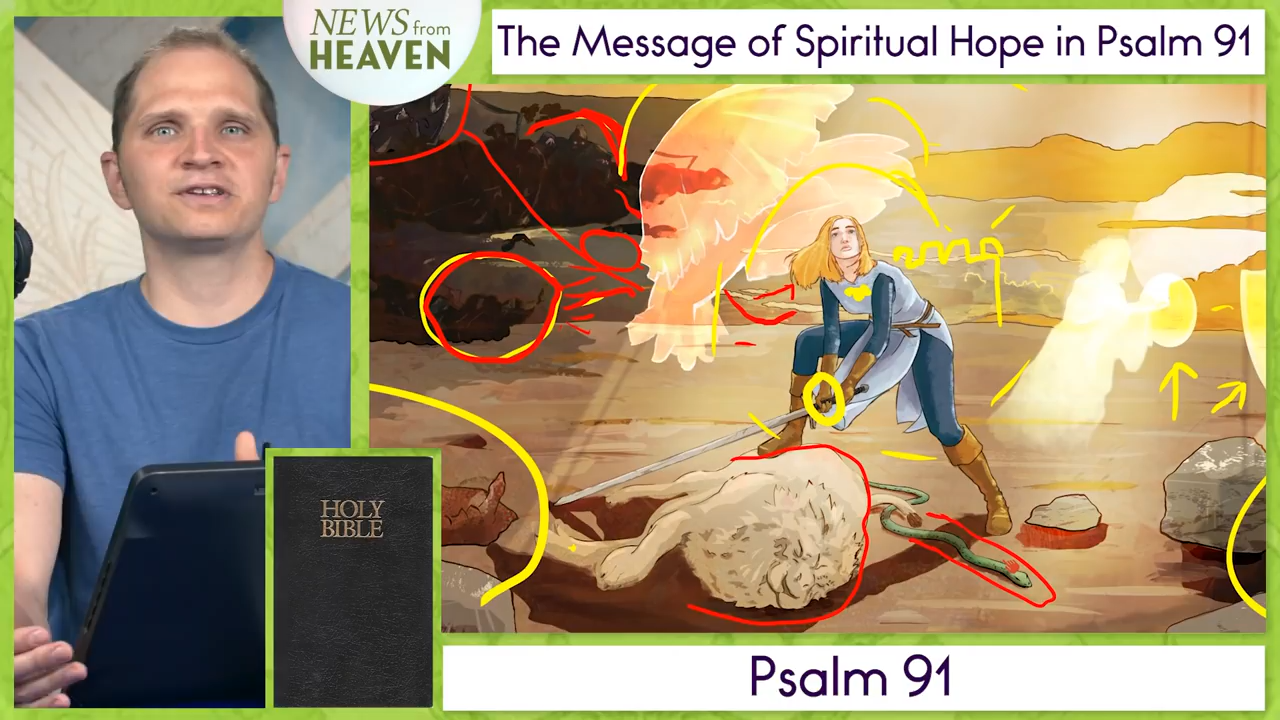 NEWS from
HEAVEN
The Message of Spiritual Hope in Psalm 91
HOLY
BIBLE
Psalm 91